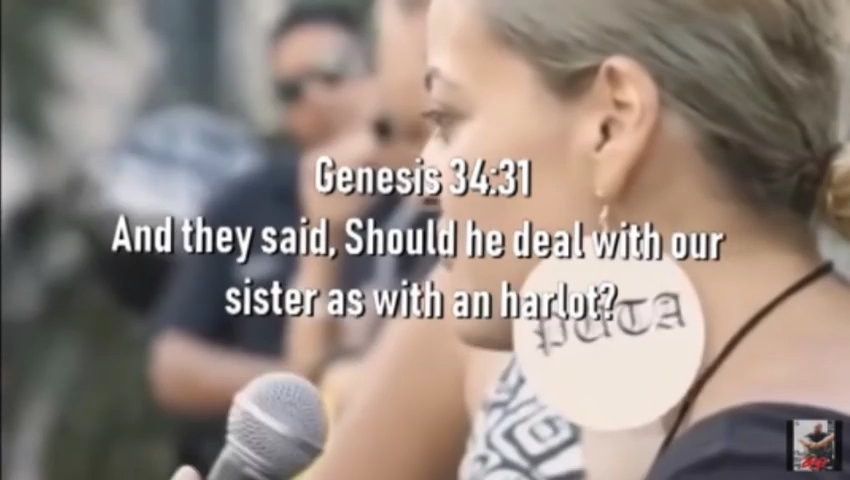 Genesis 34:31
And they said, Should he deal with our
sister as with an harlot?
PUTA